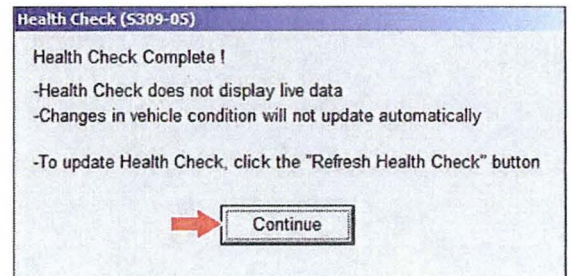 Health Check (S309-05)
Health Check Complete !
-Health Check does not display live data
-Changes in vehicle condition will not update automatically
-To update Health Check, click the "Refresh Health Check" button
Continue